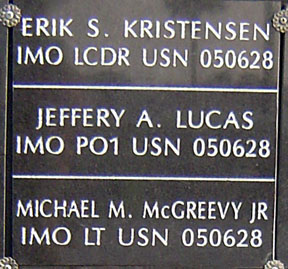 ERIK S. KRISTENSEN
IMO LCDR USN 050628
JEFFERY A. LUCAS
IMO PO1 USN 050628
MICHAEL M. McGREEVY JR
IMO LT USN 050628